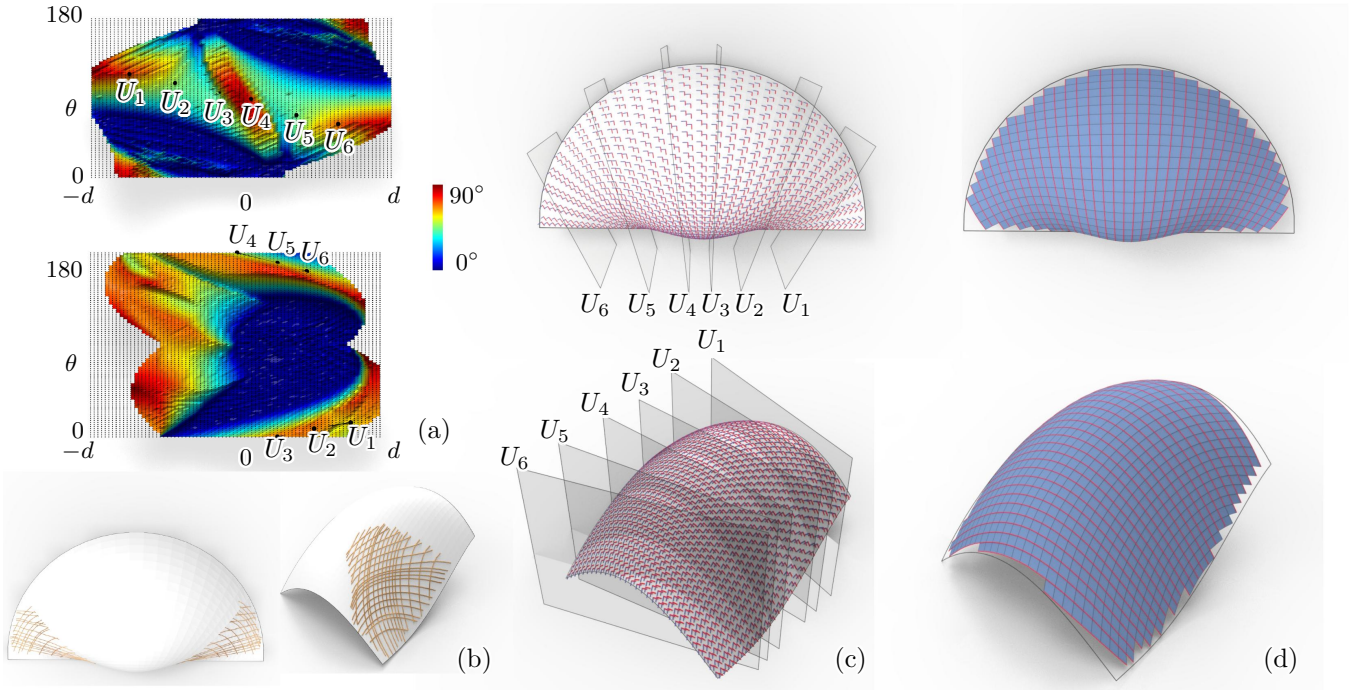 180
θ
0
-d
0
d
U1 U2 U3 U4 U5 U6
90°
0°
180
θ
0
-d
0
d
U4 U5 U6
U3 U2 U1
(a)
(b)
U6 U5 U4 U3 U2 U1
U1
U2
U3
U4
U5
U6
(c)
(d)